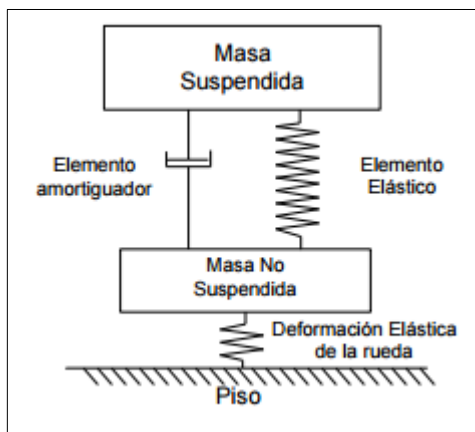 Masa
Suspendida
Elemento
amortiguador
Elemento
Elástico
Masa No
Suspendida
Deformación Elástica
de la rueda
Piso